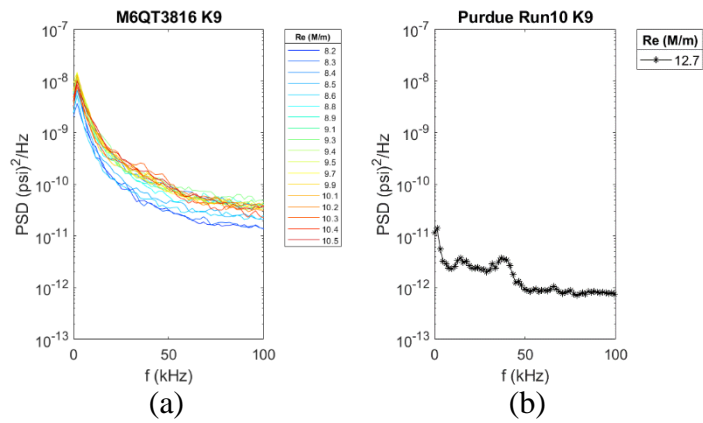 M6QT3816 K9
Purdue Run10 K9
10^-7
10^-8
10^-9
10^-10
10^-11
10^-12
10^-13
PSD (psi)^2/Hz
0 50 100
f (kHz)
Re (M/m)
8.2
8.3
8.4
8.5
8.6
8.8
8.9
9.1
9.3
9.4
9.5
9.7
9.9
10.1
10.2
10.3
10.4
10.5
10^-7
10^-8
10^-9
10^-10
10^-11
10^-12
10^-13
PSD (psi)^2/Hz
0 50 100
f (kHz)
Re (M/m)
12.7
(a)
(b)